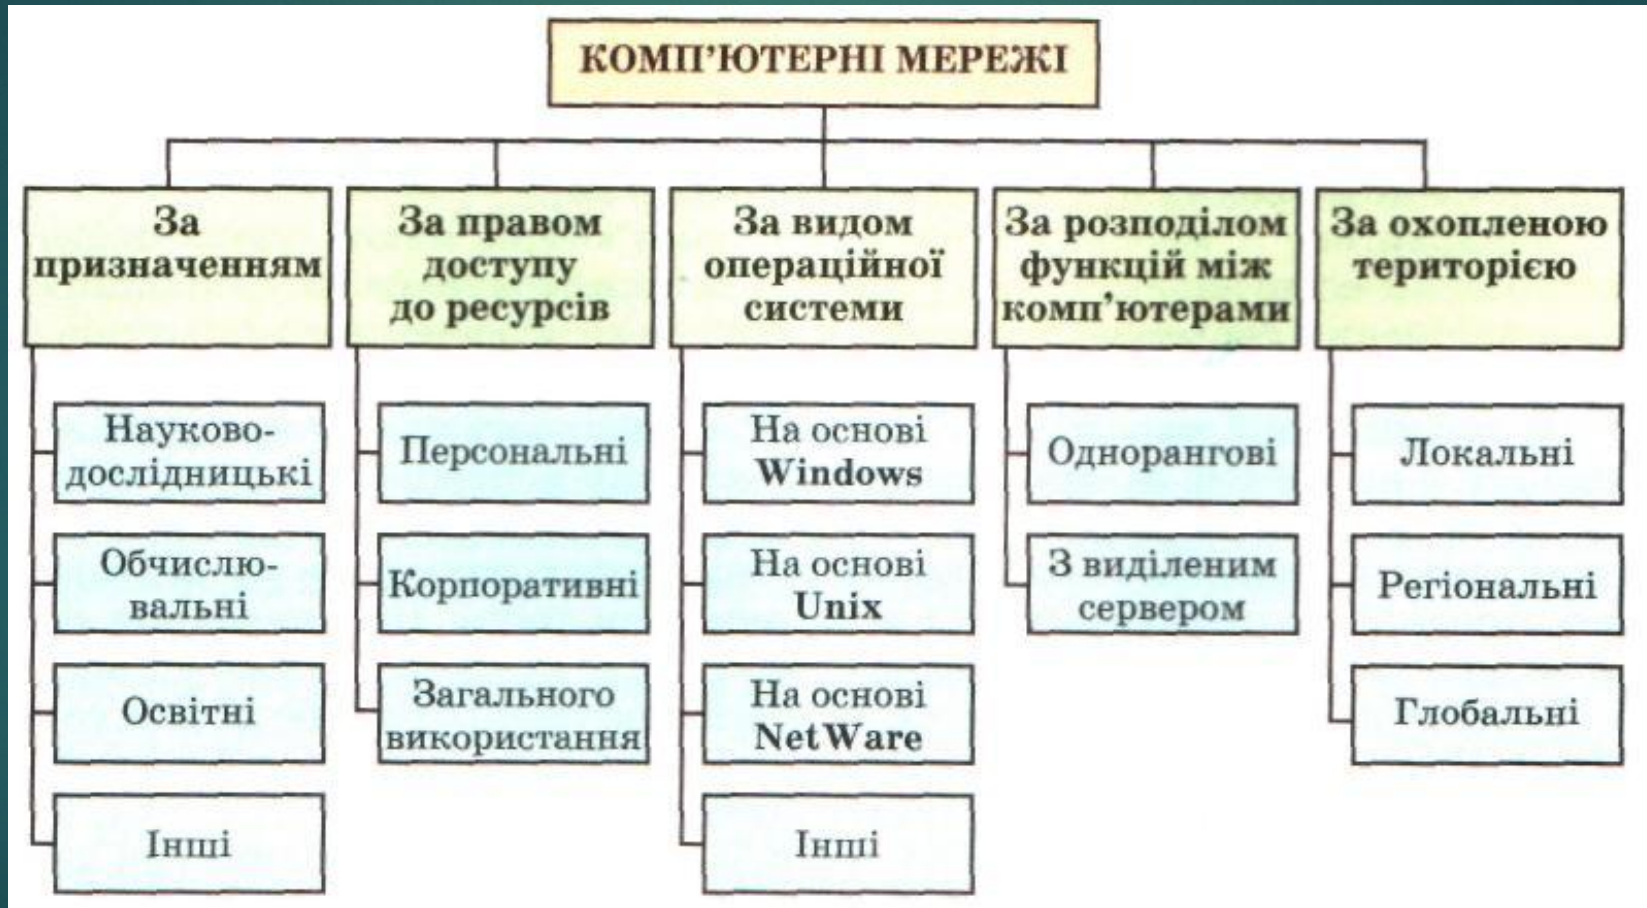 КОМП’ЮТЕРНІ МЕРЕЖІ
За
призначенням
Науково-
дослідницькі
Обчислю-
вальні
Освітні
Інші
За правом
доступу
до ресурсів
Персональні
Корпоративні
Загального
використання
За видом
операційної
системи
На основі
Windows
На основі
Unix
На основі
NetWare
Інші
За розподілом
функцій між
комп’ютерами
Однорангові
З виділеним
сервером
За охопленою
територією
Локальні
Регіональні
Глобальні